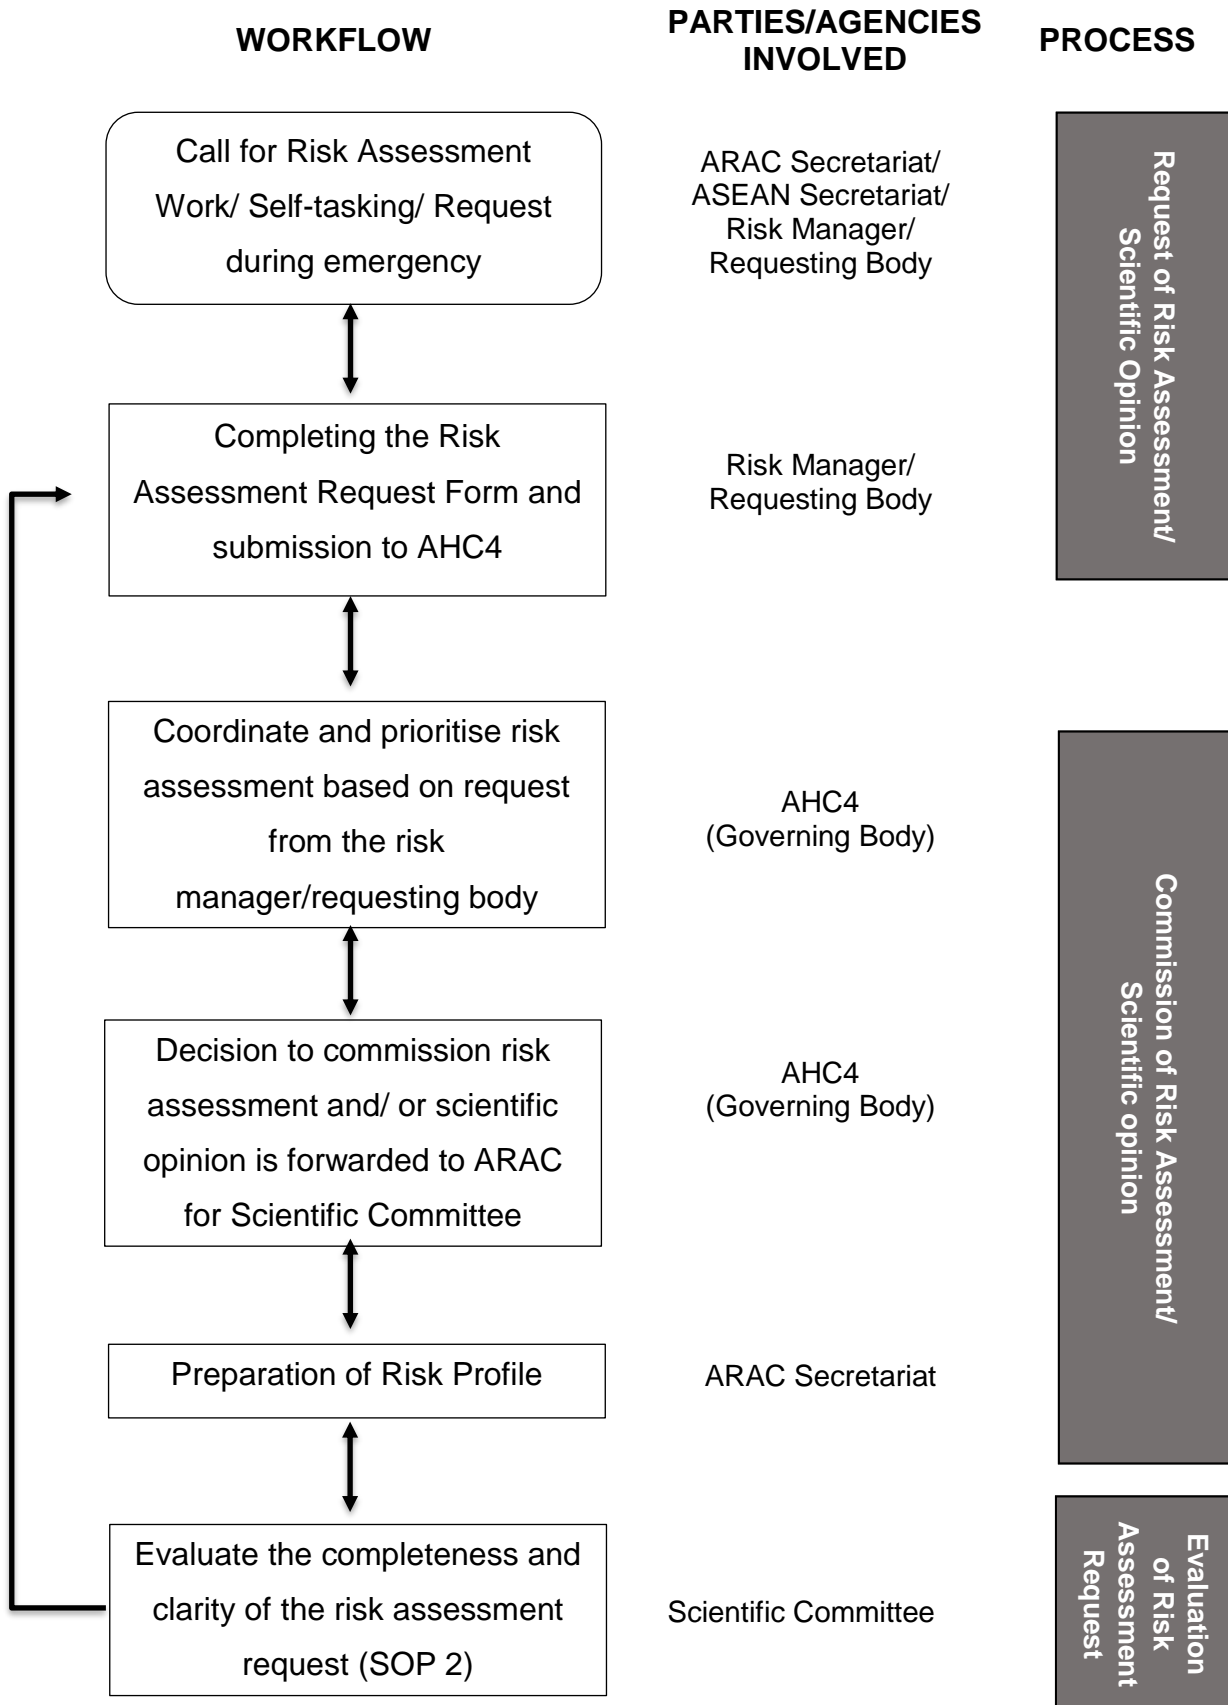 WORKFLOW
PARTIES/AGENCIES
INVOLVED
PROCESS
Call for Risk Assessment
Work/ Self-tasking/ Request
during emergency
ARAC Secretariat/
ASEAN Secretariat/
Risk Manager/
Requesting Body
Request of Risk Assessment/
Scientific Opinion
Completing the Risk
Assessment Request Form and
submission to AHC4
Risk Manager/
Requesting Body
Coordinate and prioritise risk
assessment based on request
from the risk
manager/requesting body
AHC4
(Governing Body)
Commission of Risk Assessment/
Scientific opinion
Decision to commission risk
assessment and/ or scientific
opinion is forwarded to ARAC
for Scientific Committee
AHC4
(Governing Body)
Preparation of Risk Profile
ARAC Secretariat
Evaluate the completeness and
clarity of the risk assessment
request (SOP 2)
Scientific Committee
Evaluation
of Risk
Assessment
Request